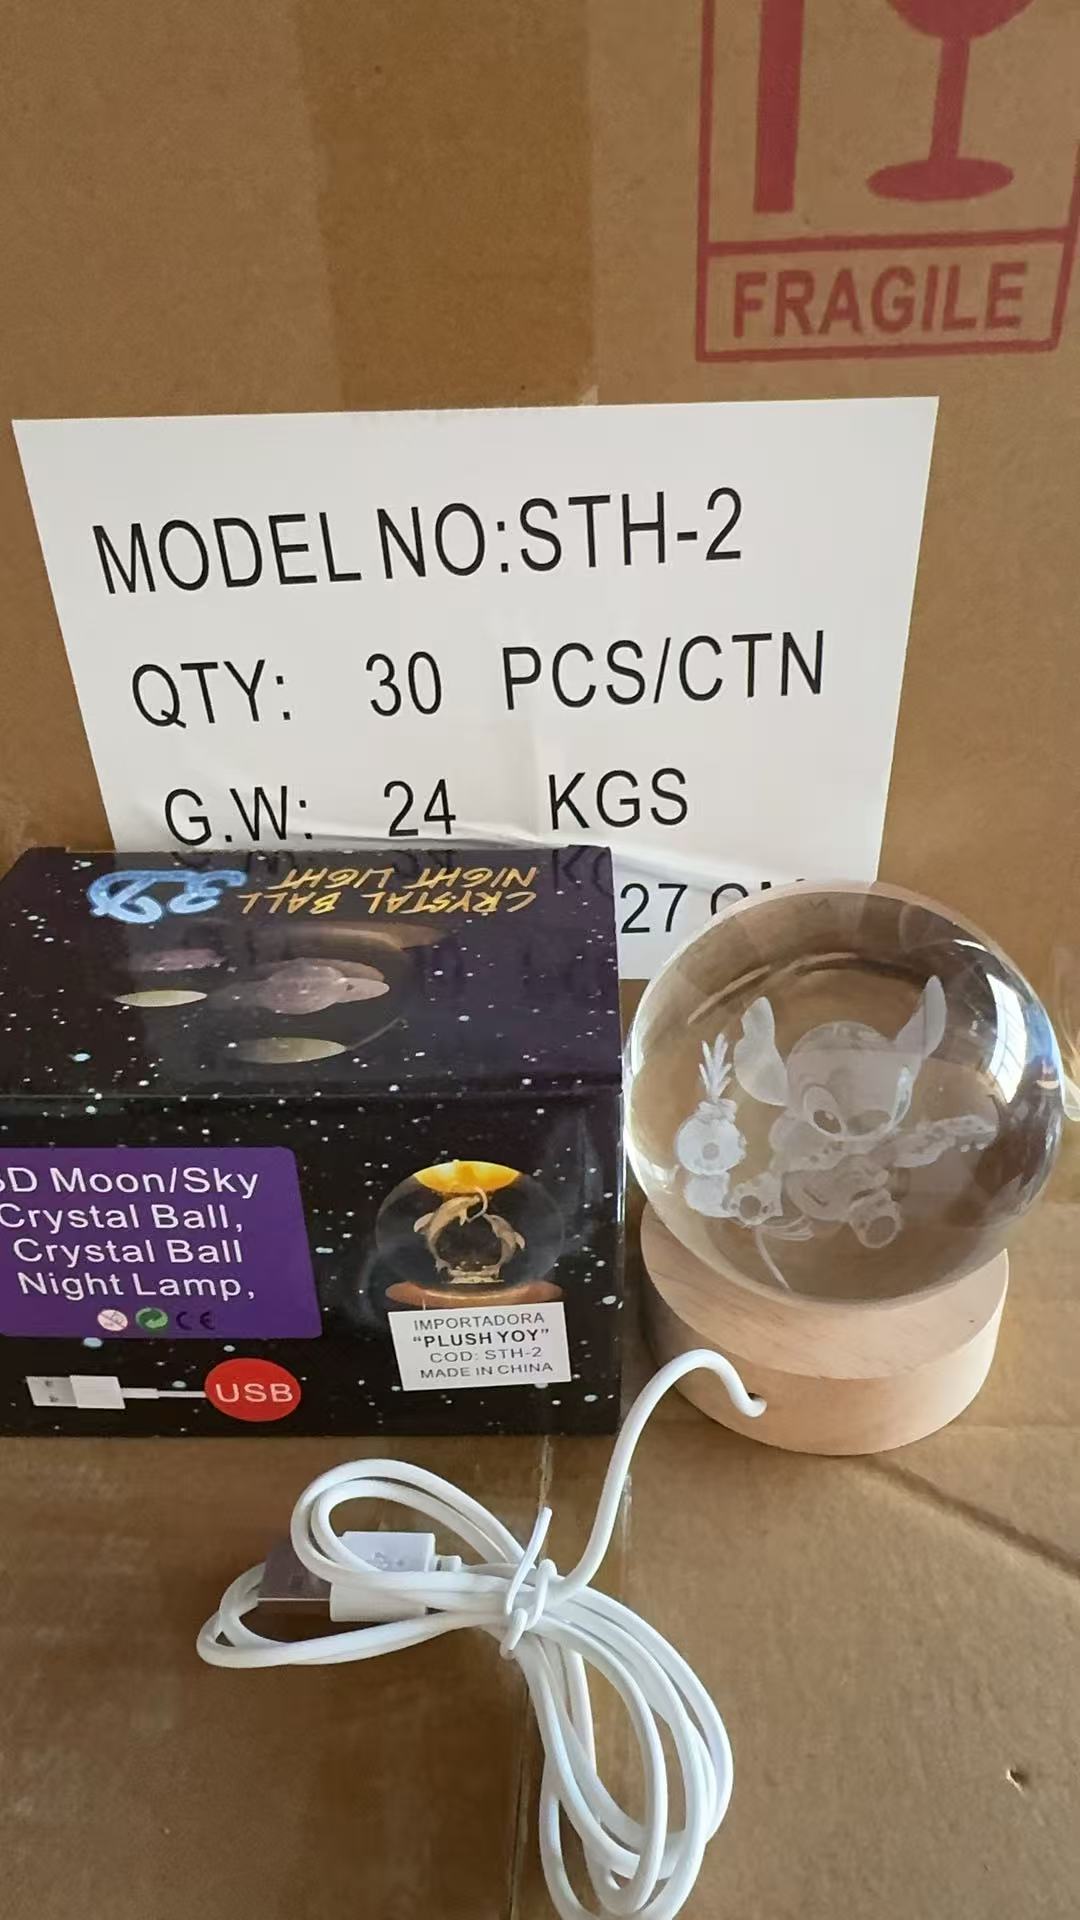 FRAGILE
MODEL NO:STH-2
QTY: 30 PCS/CTN
G.W: 24 KGS
27
CRYSTAL BALL
NIGHT LIGHT
3D
3D Moon/Sky
Crystal Ball,
Crystal Ball
Night Lamp,
CE
USB
IMPORTADORA
“PLUSH YOY”
COD: STH-2
MADE IN CHINA